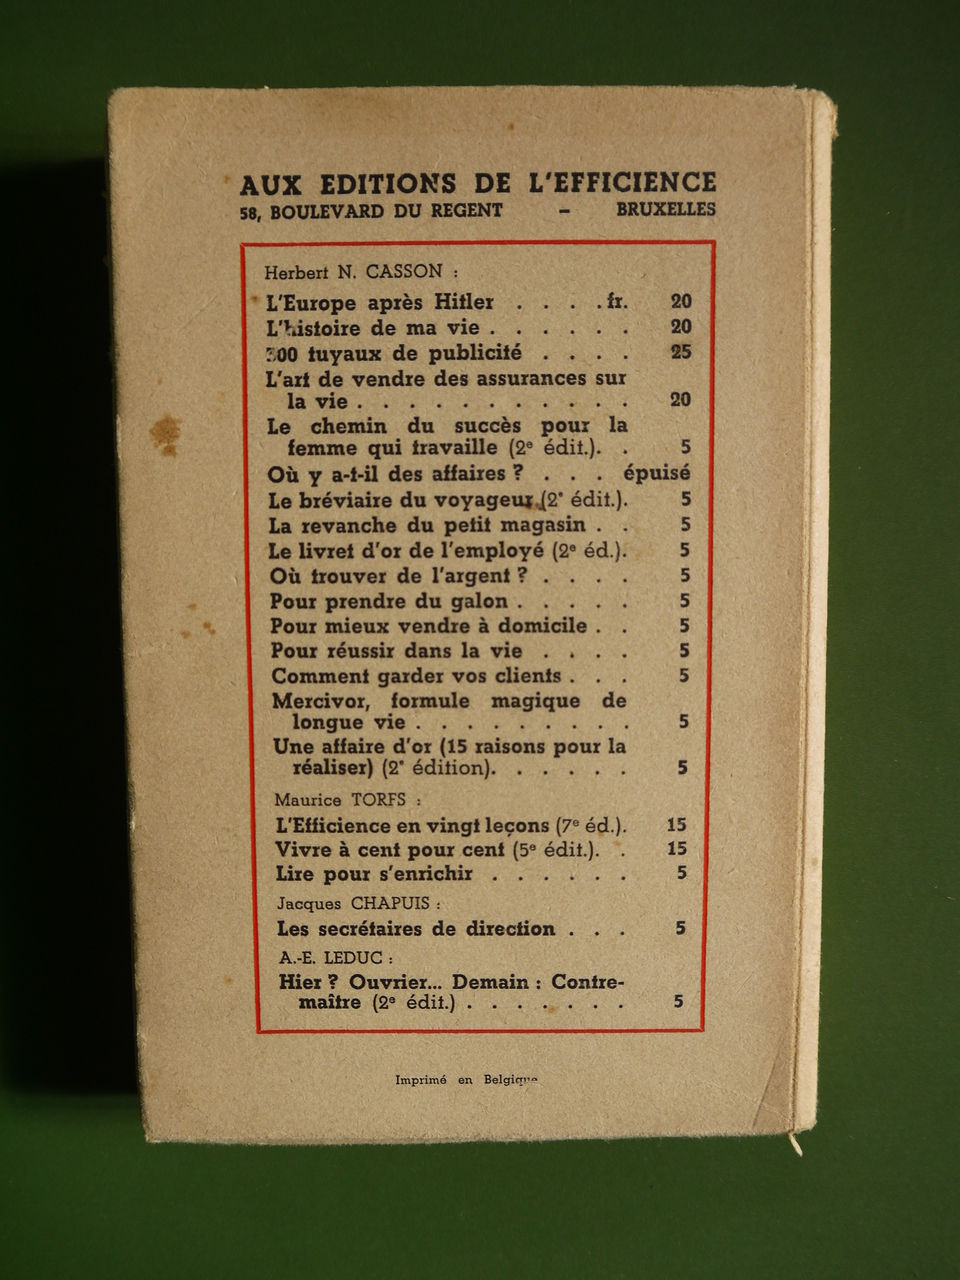 AUX EDITIONS DE L'EFFICIENCE
58, BOULEVARD DU REGENT - BRUXELLES
Herbert N. CASSON :
L'Europe après Hitler . . . . fr. 20
L'histoire de ma vie . . . . . . 20
300 tuyaux de publicité . . . . 25
L'art de vendre des assurances sur
la vie . . . . . . . . . . . 20
Le chemin du succès pour la
femme qui travaille (2e édit.). . 5
Où y a-t-il des affaires ? . . . épuisé
Le bréviaire du voyageur (2e édit.). 5
La revanche du petit magasin . . 5
Le livret d'or de l'employé (2e éd.). 5
Où trouver de l'argent ? . . . . 5
Pour prendre du galon . . . . . 5
Pour mieux vendre à domicile . . 5
Pour réussir dans la vie . . . . 5
Comment garder vos clients . . . 5
Mercivor, formule magique de
longue vie . . . . . . . . . 5
Une affaire d'or (15 raisons pour la
réaliser) (2e édition). . . . . . 5
Maurice TORFS :
L'Efficience en vingt leçons (7e éd.). 15
Vivre à cent pour cent (5e édit.). . 15
Lire pour s'enrichir . . . . . . 5
Jacques CHAPUIS :
Les secrétaires de direction . . . 5
A.-E. LEDUC :
Hier ? Ouvrier... Demain : Contre-
maître (2e édit.) . . . . . . . 5
Imprimé en Belgique